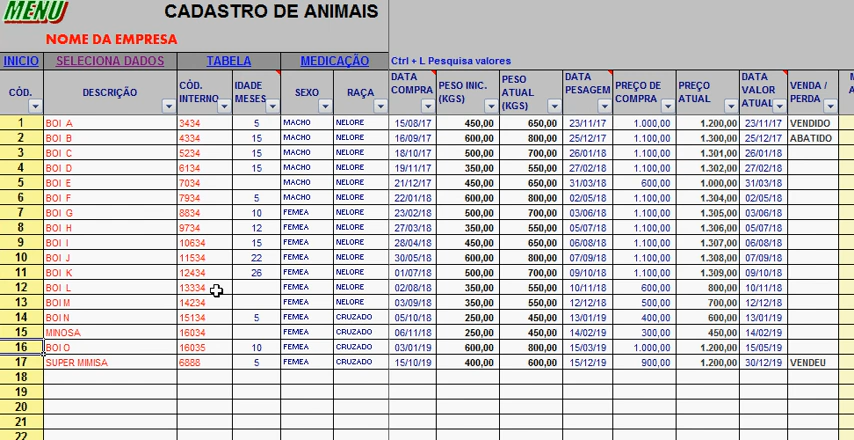 MENU CADASTRO DE ANIMAIS
NOME DA EMPRESA
INICIO SELECIONA DADOS TABELA MEDICAÇÃO Ctrl + L Pesquisa valores
CÓD. DESCRIÇÃO CÓD. INTERNO IDADE MESES SEXO RAÇA DATA COMPRA PESO INIC. (KGS) PESO ATUAL (KGS) DATA PESAGEM PREÇO DE COMPRA PREÇO ATUAL DATA VALOR ATUAL VENDA / PERDA
1 BOI A 3434 5 MACHO NELORE 15/08/17 450,00 650,00 23/11/17 1.000,00 1.200,00 23/11/17 VENDIDO
2 BOI B 4334 15 MACHO NELORE 16/09/17 600,00 800,00 25/12/17 1.100,00 1.300,00 25/12/17 ABATIDO
3 BOI C 5234 15 MACHO NELORE 18/10/17 500,00 700,00 26/01/18 1.100,00 1.301,00 26/01/18
4 BOI D 6134 15 MACHO NELORE 19/11/17 350,00 550,00 27/02/18 1.100,00 1.302,00 27/02/18
5 BOI E 7034 MACHO NELORE 21/12/17 450,00 650,00 31/03/18 600,00 1.000,00 31/03/18
6 BOI F 7934 5 MACHO NELORE 22/01/18 600,00 800,00 02/05/18 1.100,00 1.304,00 02/05/18
7 BOI G 8834 10 FEMEA NELORE 23/02/18 500,00 700,00 03/06/18 1.100,00 1.305,00 03/06/18
8 BOI H 9734 12 FEMEA NELORE 27/03/18 350,00 550,00 05/07/18 1.100,00 1.306,00 05/07/18
9 BOI I 10634 15 FEMEA NELORE 28/04/18 450,00 650,00 06/08/18 1.100,00 1.307,00 06/08/18
10 BOI J 11534 22 FEMEA NELORE 30/05/18 600,00 800,00 07/09/18 1.100,00 1.308,00 07/09/18
11 BOI K 12434 26 FEMEA NELORE 01/07/18 500,00 700,00 09/10/18 1.100,00 1.309,00 09/10/18
12 BOI L 13334 FEMEA NELORE 02/08/18 350,00 550,00 10/11/18 600,00 800,00 10/11/18
13 BOI M 14234 FEMEA NELORE 03/09/18 350,00 550,00 12/12/18 500,00 700,00 12/12/18
14 BOI N 15134 5 FEMEA CRUZADO 05/10/18 250,00 450,00 13/01/19 400,00 600,00 13/01/19
15 MINOSA 16034 FEMEA CRUZADO 06/11/18 250,00 450,00 14/02/19 300,00 450,00 14/02/19
16 BOI O 16035 10 FEMEA CRUZADO 03/01/19 600,00 800,00 15/03/19 1.000,00 1.200,00 15/05/19
17 SUPER MIMISA 6888 5 FEMEA CRUZADO 15/10/19 400,00 600,00 15/12/19 900,00 1.200,00 30/12/19 VENDEU
18
19
20
21
22